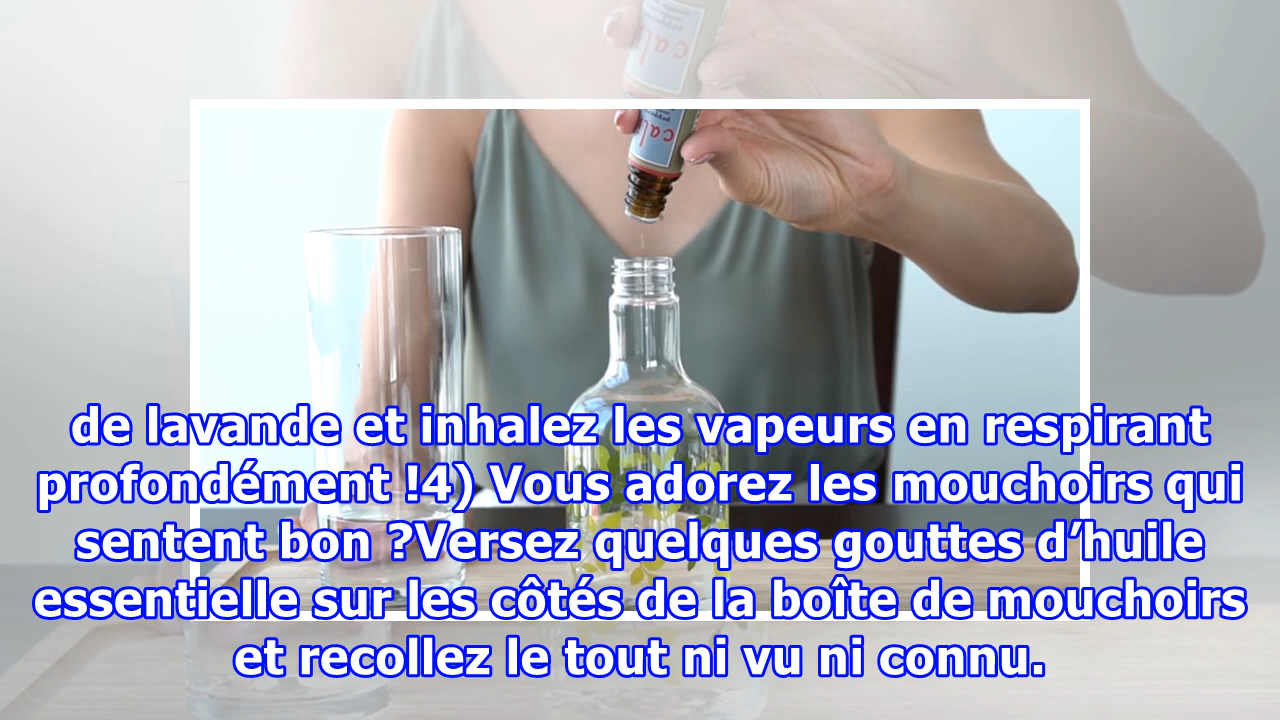 de lavande et inhalez les vapeurs en respirant
profondément !4) Vous adorez les mouchoirs qui
sentent bon ?Versez quelques gouttes d’huile
essentielle sur les côtés de la boîte de mouchoirs
et recollez le tout ni vu ni connu.